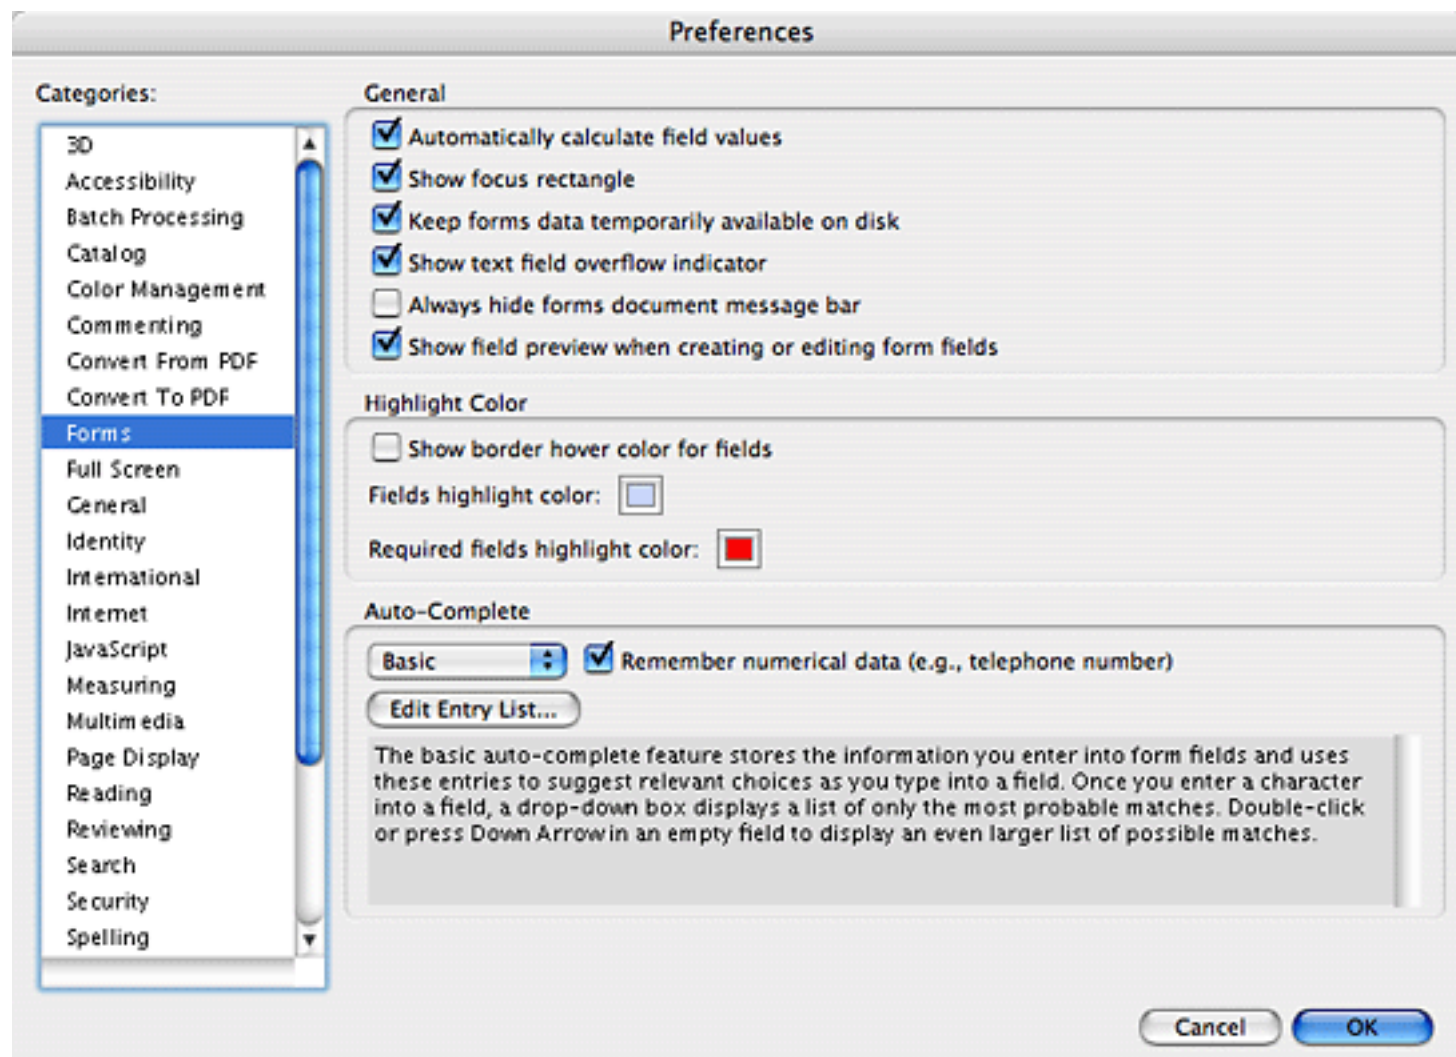 Preferences
Categories:
3D
Accessibility
Batch Processing
Catalog
Color Management
Commenting
Convert From PDF
Convert To PDF
Forms
Full Screen
General
Identity
International
Internet
JavaScript
Measuring
Multimedia
Page Display
Reading
Reviewing
Search
Security
Spelling
General
Automatically calculate field values
Show focus rectangle
Keep forms data temporarily available on disk
Show text field overflow indicator
Always hide forms document message bar
Show field preview when creating or editing form fields
Highlight Color
Show border hover color for fields
Fields highlight color:
Required fields highlight color:
Auto-Complete
Basic
Remember numerical data (e.g., telephone number)
Edit Entry List...
The basic auto-complete feature stores the information you enter into form fields and uses
these entries to suggest relevant choices as you type into a field. Once you enter a character
into a field, a drop-down box displays a list of only the most probable matches. Double-click
or press Down Arrow in an empty field to display an even larger list of possible matches.
Cancel
OK